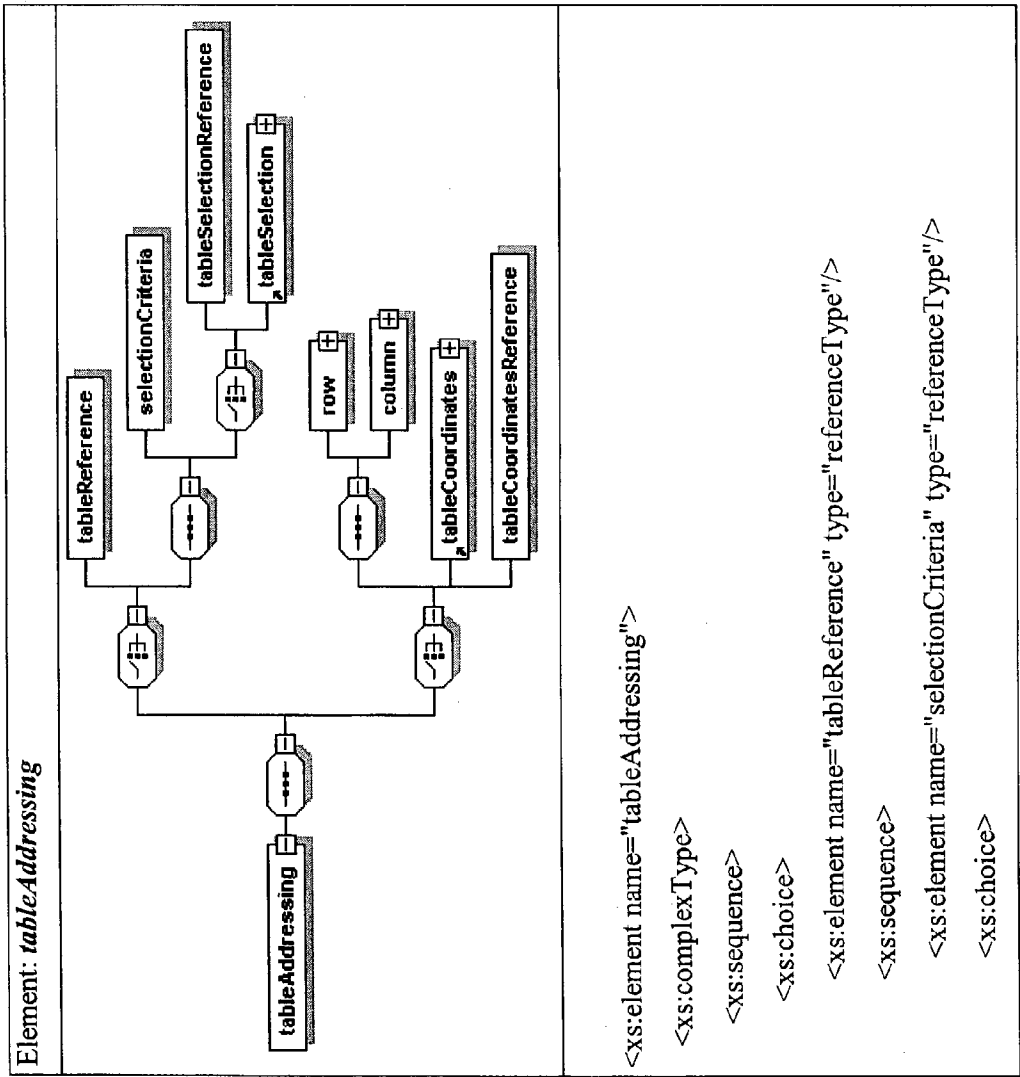 Element: tableAddressing
tableAddressing
tableReference
selectionCriteria
tableSelectionReference
tableSelection
row
column
tableCoordinates
tableCoordinatesReference
<xs:element name="tableAddressing">
<xs:complexType>
<xs:sequence>
<xs:choice>
<xs:element name="tableReference" type="referenceType"/>
<xs:sequence>
<xs:element name="selectionCriteria" type="referenceType"/>
<xs:choice>